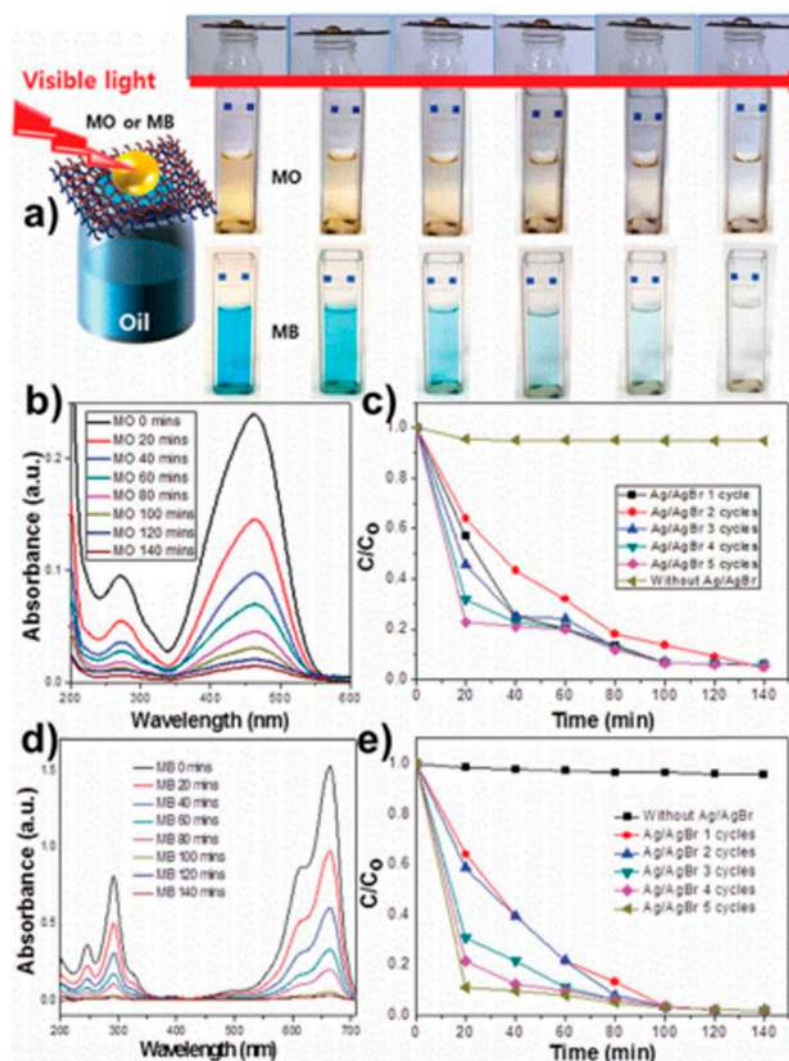 Visible light
MO or MB
a)
Oil
MO
MB
b)
MO 0 mins
MO 20 mins
MO 40 mins
MO 60 mins
MO 80 mins
MO 100 mins
MO 120 mins
MO 140 mins
Absorbance (a.u.)
0.2
0.1
0.0
200 300 400 500 600
Wavelength (nm)
c)
Ag/AgBr 1 cycle
Ag/AgBr 2 cycles
Ag/AgBr 3 cycles
Ag/AgBr 4 cycles
Ag/AgBr 5 cycles
Without Ag/AgBr
C/C₀
1.0
0.8
0.6
0.4
0.2
0.0
0 20 40 60 80 100 120 140
Time (min)
d)
MB 0 mins
MB 20 mins
MB 40 mins
MB 60 mins
MB 80 mins
MB 100 mins
MB 120 mins
MB 140 mins
Absorbance (a.u.)
1.5
1.0
0.5
0.0
200 300 400 500 600 700
Wavelength (nm)
e)
Without Ag/AgBr
Ag/AgBr 1 cycles
Ag/AgBr 2 cycles
Ag/AgBr 3 cycles
Ag/AgBr 4 cycles
Ag/AgBr 5 cycles
C/C₀
1.0
0.8
0.6
0.4
0.2
0.0
0 20 40 60 80 100 120 140
Time (min)